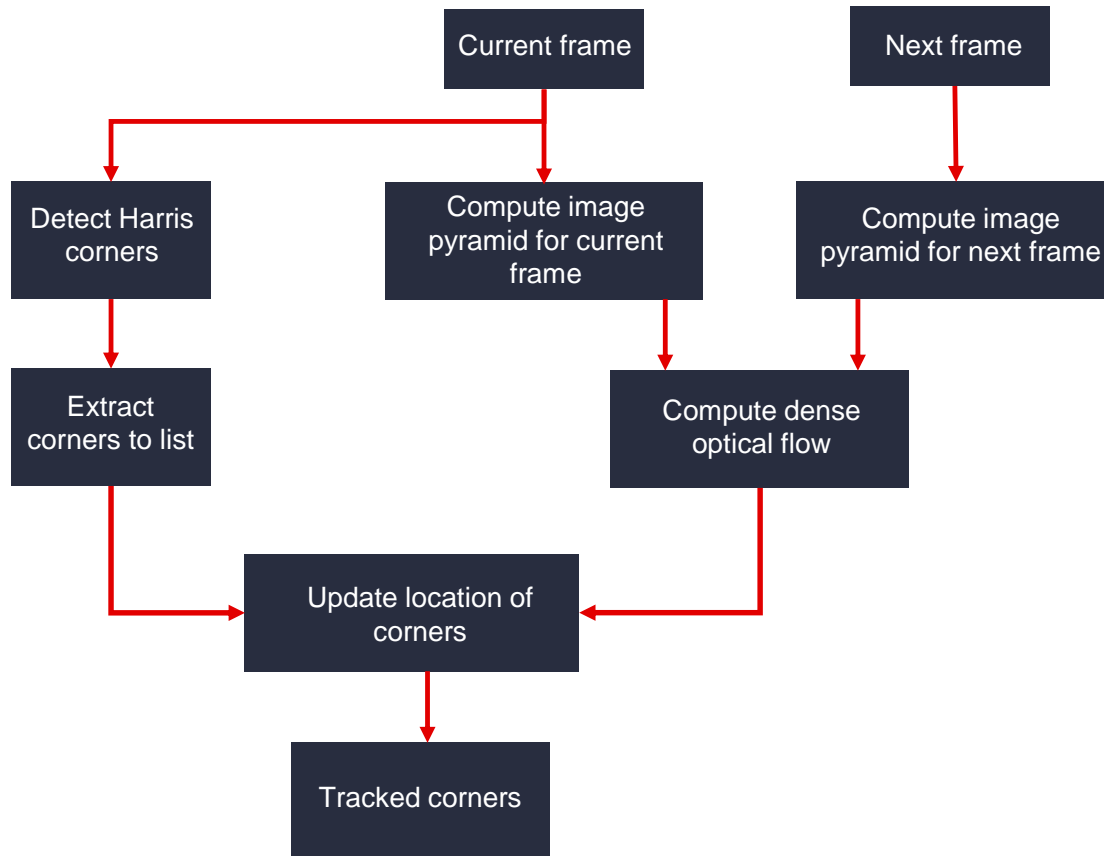 Current frame
Next frame
Detect Harris
corners
Compute image
pyramid for current
frame
Compute image
pyramid for next frame
Extract
corners to list
Compute dense
optical flow
Update location of
corners
Tracked corners